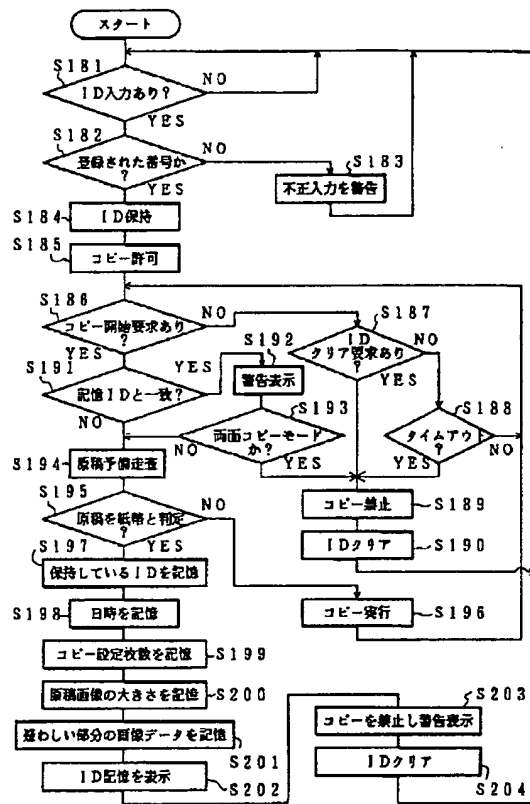 スタート
S181
ID入力あり?
NO
YES
S182
登録された番号か?
NO
YES
S183
不正入力を警告
S184
ID保持
S185
コピー許可
S186
コピー開始要求あり?
NO
YES
S187
ID
クリア要求あり?
NO
YES
S188
タイムアウト?
NO
YES
S191
記憶IDと一致?
YES
NO
S192
警告表示
S193
両面コピーモードか?
NO
YES
S189
コピー禁止
S190
IDクリア
S194
原稿予備走査
S195
原稿を紙幣と判定?
NO
YES
S196
コピー実行
S197
保持しているIDを記憶
S198
日時を記憶
S199
コピー設定枚数を記憶
S200
原稿画像の大きさを記憶
S201
疑わしい部分の画像データを記憶
S202
ID記憶を表示
S203
コピーを禁止し警告表示
S204
IDクリア